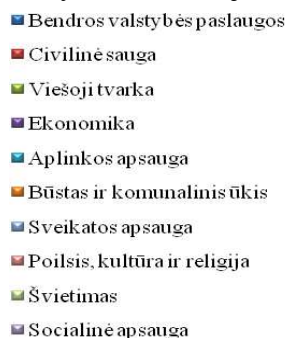 Bendros valstybės paslaugos
Civilinė sauga
Viešoji tvarka
Ekonomika
Aplinkos apsauga
Būstas ir komunalinis ūkis
Sveikatos apsauga
Poilsis, kultūra ir religija
Švietimas
Socialinė apsauga